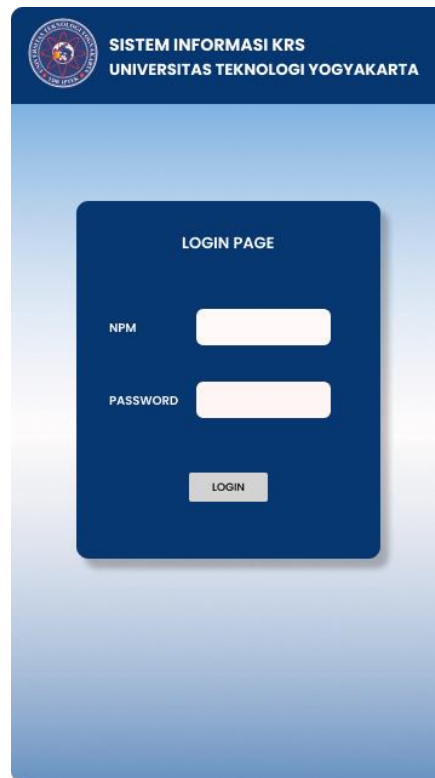 SISTEM INFORMASI KRS
UNIVERSITAS TEKNOLOGI YOGYAKARTA
LOGIN PAGE
NPM
PASSWORD
LOGIN